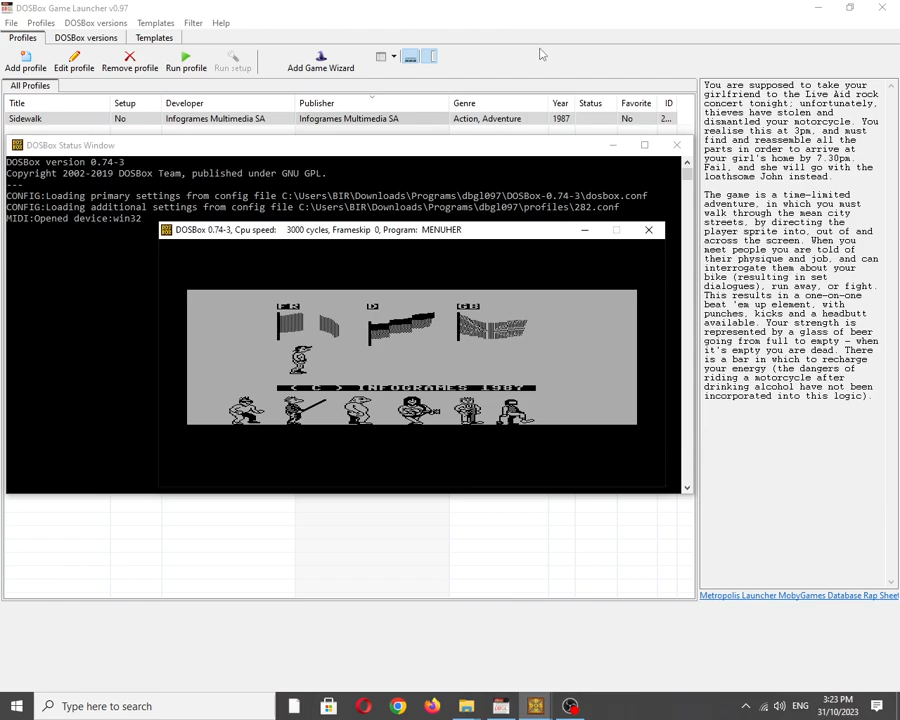 DOSBox Game Launcher v0.97
File Profiles DOSBox versions Templates Filter Help
Profiles DOSBox versions Templates
Add profile Edit profile Remove profile Run profile Run setup Add Game Wizard
All Profiles
Title Setup Developer Publisher Genre Year Status Favorite ID
Sidewalk No Infogrames Multimedia SA Infogrames Multimedia SA Action, Adventure 1987 No 2...
DOSBox Status Window
DOSBox version 0.74-3
Copyright 2002-2019 DOSBox Team, published under GNU GPL.
---
CONFIG:Loading primary settings from config file C:\Users\BIR\Downloads\Programs\dbgl097\DOSBox-0.74-3\dosbox.conf
CONFIG:Loading additional settings from config file C:\Users\BIR\Downloads\Programs\dbgl097\profiles\282.conf
MIDI:Opened device:win32
DOSBox 0.74-3, Cpu speed: 3000 cycles, Frameskip 0, Program: MENUHER
FR D GB
( C ) INFOGRAMES 1987
You are supposed to take your
girlfriend to the Live Aid rock
concert tonight; unfortunately,
thieves have stolen and
dismantled your motorcycle. You
realise this at 3pm, and must
find and reassemble all the
parts in order to arrive at
your girl's home by 7.30pm.
Fail, and she will go with the
loathsome John instead.
The game is a time-limited
adventure, in which you must
walk through the mean city
streets, by directing the
player sprite into, out of and
across the screen. When you
meet people you are told of
their physique and job, and can
interrogate them about your
bike (resulting in set
dialogues), run away, or fight.
This results in a one-on-one
beat 'em up element, with
punches, kicks and a headbutt
available. Your strength is
represented by a glass of beer
going from full to empty – when
it's empty you are dead. There
is a bar in which to recharge
your energy (the dangers of
riding a motorcycle after
drinking alcohol have not been
incorporated into this logic).
Metropolis Launcher MobyGames Database Rap Sheet
Type here to search
3:23 PM
31/10/2023